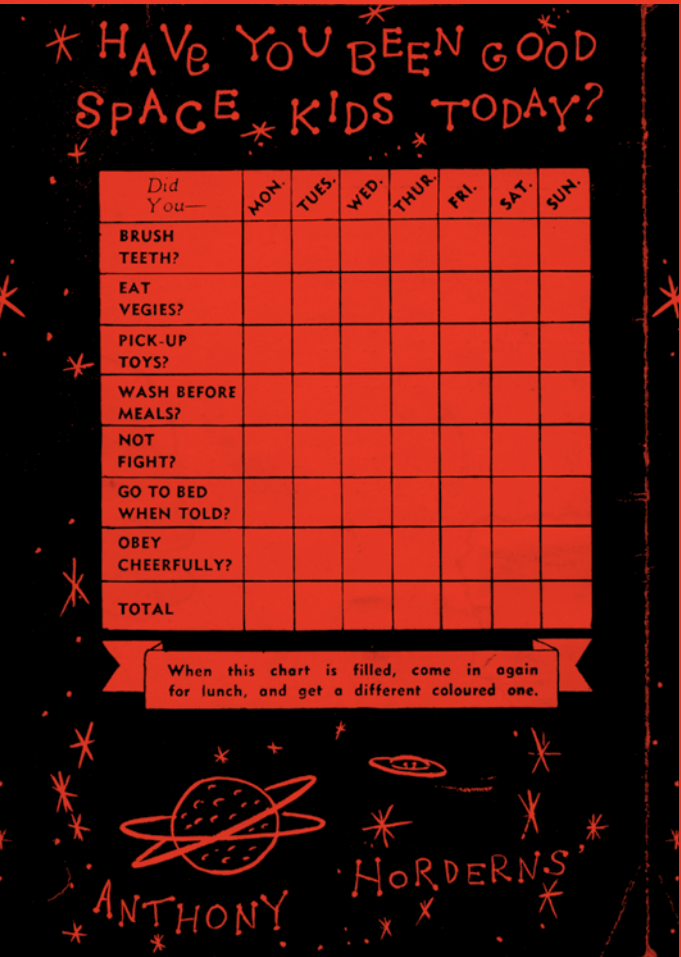 HAVE YOU BEEN GOOD
SPACE KIDS TODAY?
Did
You—
MON. TUES. WED. THUR. FRI. SAT. SUN.
BRUSH
TEETH?
EAT
VEGIES?
PICK-UP
TOYS?
WASH BEFORE
MEALS?
NOT
FIGHT?
GO TO BED
WHEN TOLD?
OBEY
CHEERFULLY?
TOTAL
When this chart is filled, come in again
for lunch, and get a different coloured one.
ANTHONY HORDERNS'